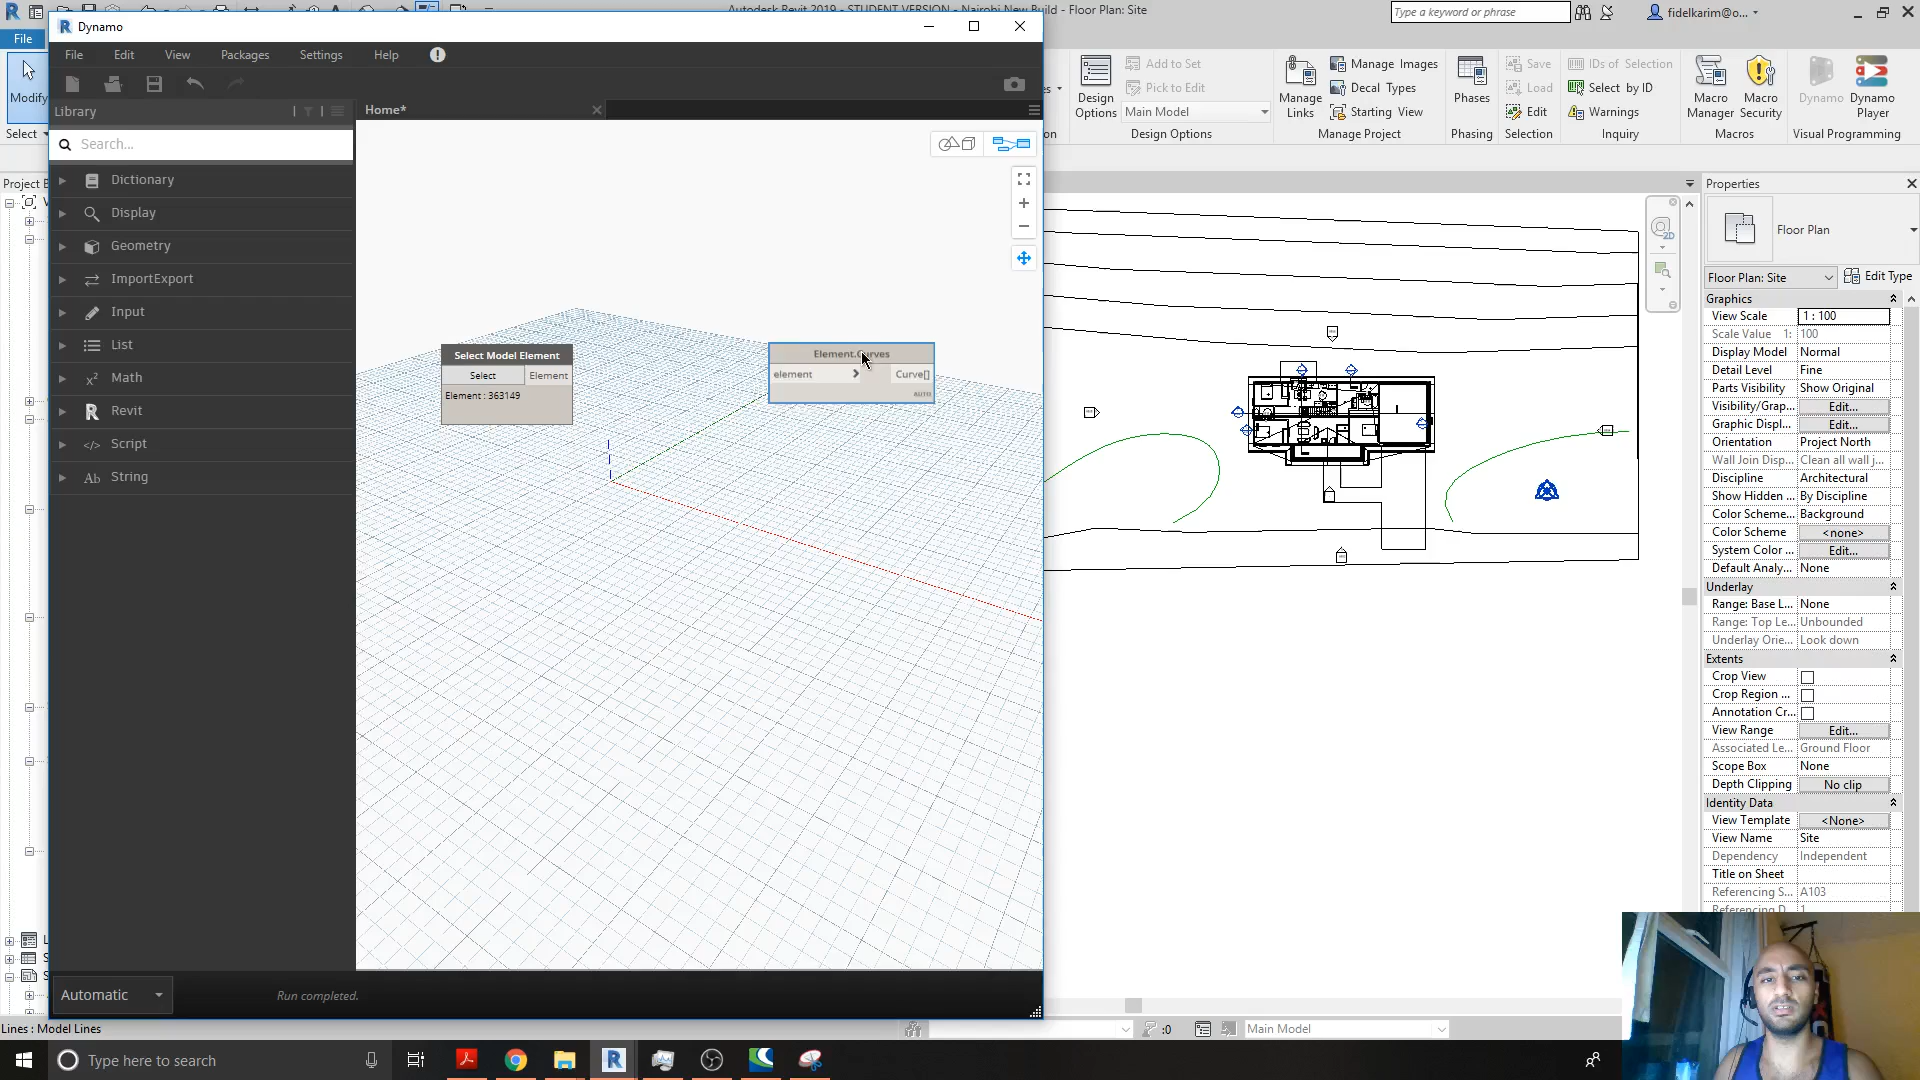 Autodesk Revit 2019 - STUDENT VERSION - Nairobi New Build - Floor Plan: Site
Type a keyword or phrase
fidelkarim@o...
File
Modify
Select
Dynamo
File Edit View Packages Settings Help
Library
Home*
Search...
Dictionary
Display
Geometry
ImportExport
Input
List
Math
Revit
Script
String
Select Model Element
Select Element
Element : 363149
Element.Curves
element > Curve[]
AUTO
Automatic
Run completed.
Design Options
Add to Set
Pick to Edit
Main Model
Design Options
Manage Links
Manage Images
Decal Types
Starting View
Manage Project
Phases
Phasing
Save
Load
Edit
Selection
IDs of Selection
Select by ID
Warnings
Inquiry
Macro Manager
Macro Security
Macros
Dynamo
Dynamo Player
Visual Programming
Project B
Properties
Floor Plan
Floor Plan: Site
Edit Type
Graphics
View Scale 1 : 100
Scale Value 1: 100
Display Model Normal
Detail Level Fine
Parts Visibility Show Original
Visibility/Grap... Edit...
Graphic Displ... Edit...
Orientation Project North
Wall Join Disp... Clean all wall j...
Discipline Architectural
Show Hidden ... By Discipline
Color Scheme... Background
Color Scheme <none>
System Color ... Edit...
Default Analy... None
Underlay
Range: Base L... None
Range: Top Le... Unbounded
Underlay Orie... Look down
Extents
Crop View
Crop Region ...
Annotation Cr...
View Range Edit...
Associated Le... Ground Floor
Scope Box None
Depth Clipping No clip
Identity Data
View Template <None>
View Name Site
Dependency Independent
Title on Sheet
Referencing S... A103
Referencing D... 1
Lines : Model Lines
:0
Main Model
Type here to search